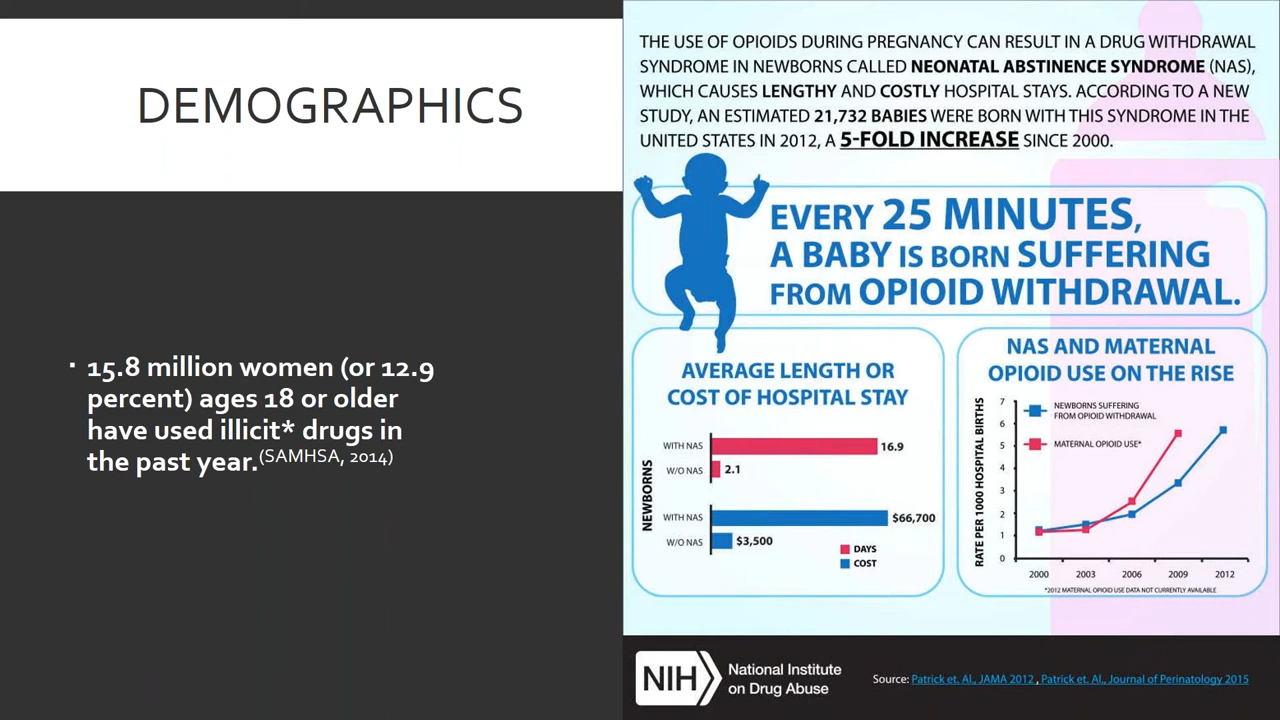 DEMOGRAPHICS
▪ 15.8 million women (or 12.9
percent) ages 18 or older
have used illicit* drugs in
the past year.(SAMHSA, 2014)
THE USE OF OPIOIDS DURING PREGNANCY CAN RESULT IN A DRUG WITHDRAWAL
SYNDROME IN NEWBORNS CALLED NEONATAL ABSTINENCE SYNDROME (NAS),
WHICH CAUSES LENGTHY AND COSTLY HOSPITAL STAYS. ACCORDING TO A NEW
STUDY, AN ESTIMATED 21,732 BABIES WERE BORN WITH THIS SYNDROME IN THE
UNITED STATES IN 2012, A 5-FOLD INCREASE SINCE 2000.
EVERY 25 MINUTES,
A BABY IS BORN SUFFERING
FROM OPIOID WITHDRAWAL.
AVERAGE LENGTH OR
COST OF HOSPITAL STAY
NEWBORNS
WITH NAS 16.9
W/O NAS 2.1
WITH NAS $66,700
W/O NAS $3,500
DAYS
COST
NAS AND MATERNAL
OPIOID USE ON THE RISE
RATE PER 1000 HOSPITAL BIRTHS
NEWBORNS SUFFERING
FROM OPIOID WITHDRAWAL
MATERNAL OPIOID USE*
7
6
5
4
3
2
1
0
2000 2003 2006 2009 2012
*2012 MATERNAL OPIOID USE DATA NOT CURRENTLY AVAILABLE
NIH
National Institute
on Drug Abuse
Source: Patrick et. Al., JAMA 2012 , Patrick et. Al., Journal of Perinatology 2015